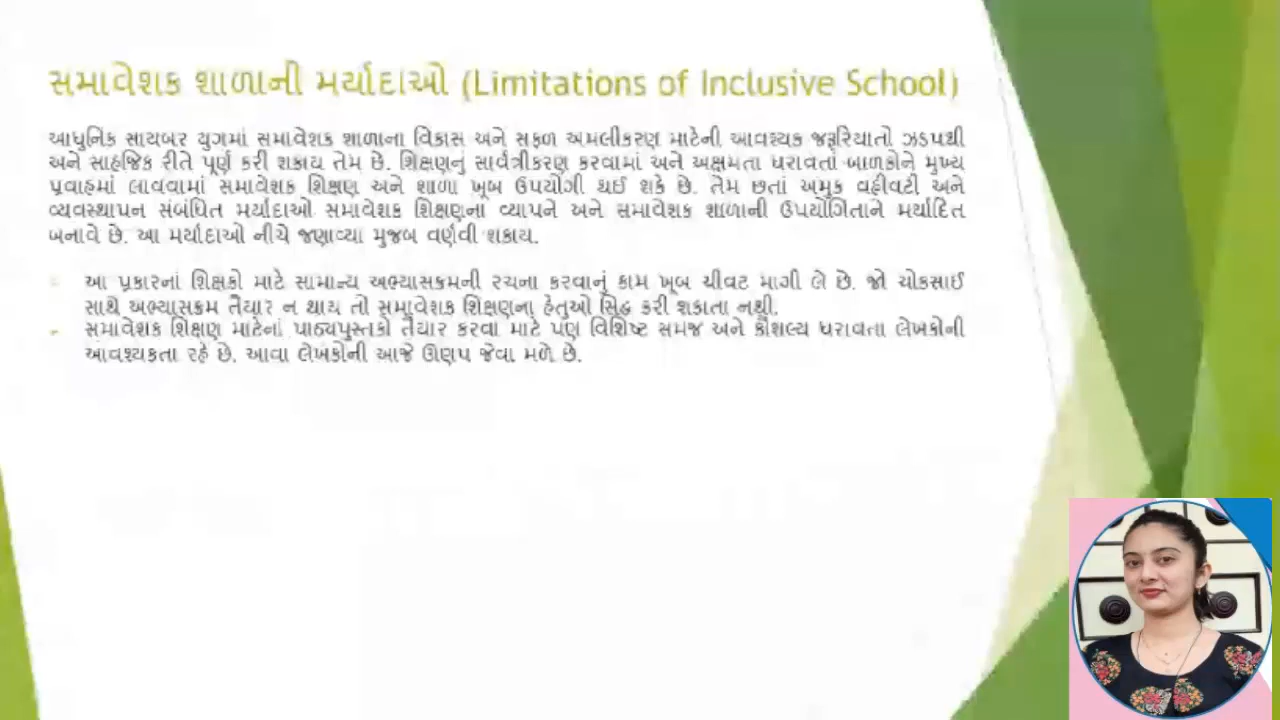 સમાવેશક શાળાની મર્યાદાઓ (Limitations of Inclusive School)
આધુનિક સાયબર યુગમાં સમાવેશક શાળાના વિકાસ અને સફળ અમલીકરણ માટેની આવશ્યક જરૂરિયાતો ઝડપથી
અને સાહજિક રીતે પૂર્ણ કરી શકાય તેમ છે. શિક્ષણનું સાર્વત્રીકરણ કરવામાં અને અક્ષમતા ધરાવતાં બાળકોને મુખ્ય
પ્રવાહમાં લાવવામાં સમાવેશક શિક્ષણ અને શાળા ખૂબ ઉપયોગી થઈ શકે છે. તેમ છતાં અમુક વહીવટી અને
વ્યવસ્થાપન સંબંધિત મર્યાદાઓ સમાવેશક શિક્ષણના વ્યાપને અને સમાવેશક શાળાની ઉપયોગિતાને મર્યાદિત
બનાવે છે. આ મર્યાદાઓ નીચે જણાવ્યા મુજબ વર્ણવી શકાય.
આ પ્રકારનાં શિક્ષકો માટે સામાન્ય અભ્યાસક્રમની રચના કરવાનું કામ ખૂબ ચીવટ માગી લે છે. જો ચોકસાઈ
સાથે અભ્યાસક્રમ તૈયાર ન થાય તો સમાવેશક શિક્ષણના હેતુઓ સિદ્ધ કરી શકાતા નથી.
સમાવેશક શિક્ષણ માટેનાં પાઠ્યપુસ્તકો તૈયાર કરવા માટે પણ વિશિષ્ટ સમજ અને કૌશલ્ય ધરાવતા લેખકોની
આવશ્યકતા રહે છે. આવા લેખકોની આજે ઊણપ જેવા મળે છે.